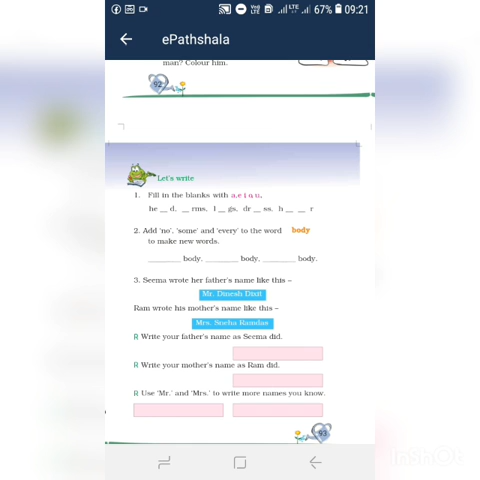 LTE 67% 09:21
ePathshala
man? Colour him.
92
Let's write
1. Fill in the blanks with a,e i o u,
he __ d, __ rms, l __ gs, dr __ ss, h __ __ r
2. Add 'no', 'some' and 'every' to the word body
to make new words.
________ body, ________ body, ________ body.
3. Seema wrote her father's name like this –
Mr. Dinesh Dixit
Ram wrote his mother's name like this –
Mrs. Sneha Ramdas
R Write your father's name as Seema did.
R Write your mother's name as Ram did.
R Use 'Mr.' and 'Mrs.' to write more names you know.
93
InShOt